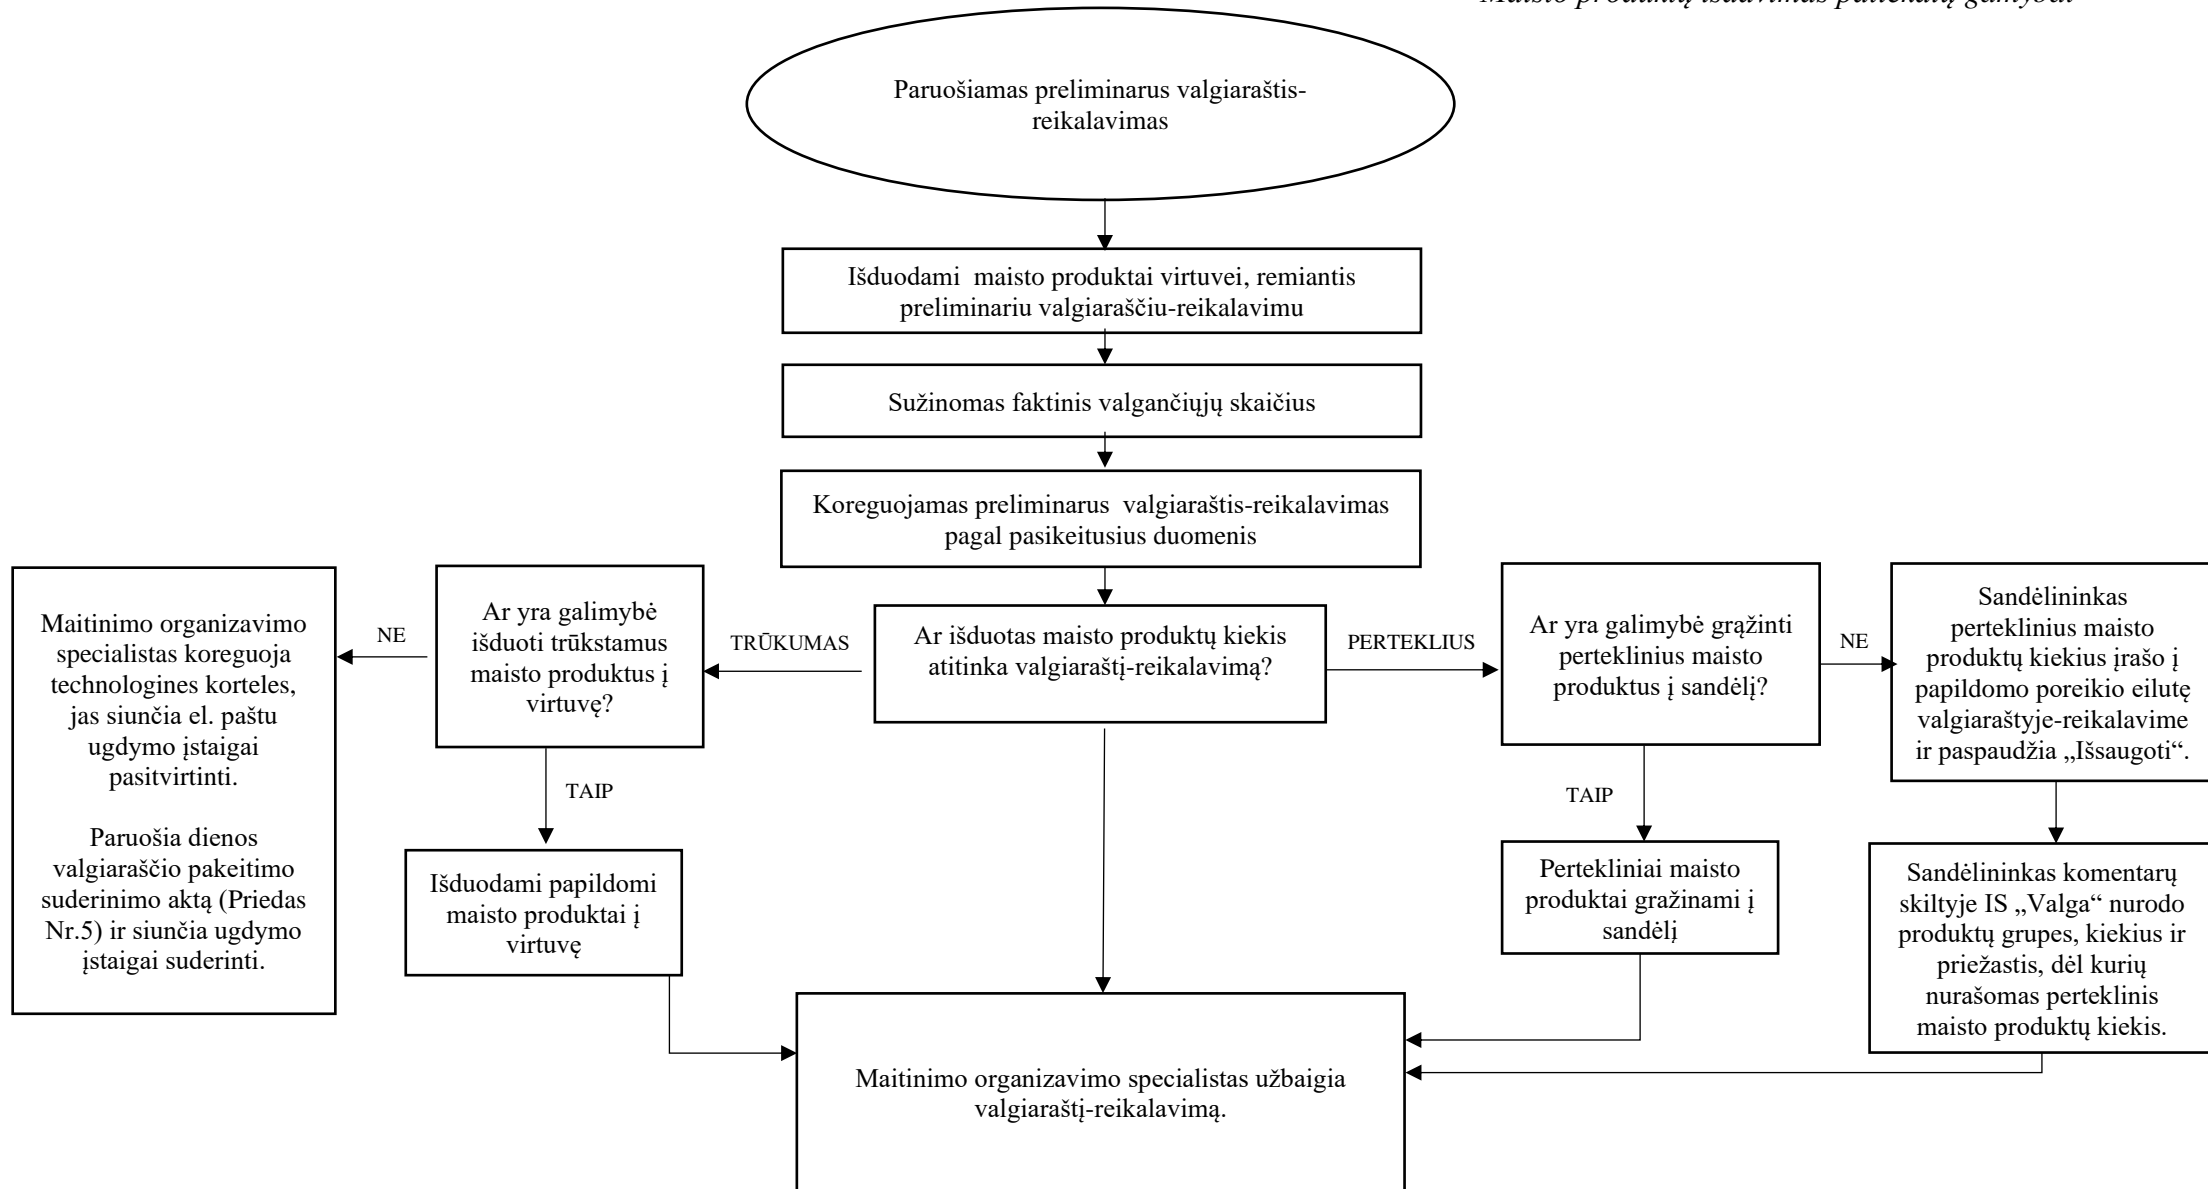 Maisto produktų išdavimas patiekalų gamybai
Paruošiamas preliminarus valgiaraštis-
reikalavimas
Išduodami maisto produktai virtuvei, remiantis
preliminariu valgiaraščiu-reikalavimu
Sužinomas faktinis valgančiųjų skaičius
Koreguojamas preliminarus valgiaraštis-reikalavimas
pagal pasikeitusius duomenis
Maitinimo organizavimo
specialistas koreguoja
technologines korteles,
jas siunčia el. paštu
ugdymo įstaigai
pasitvirtinti.
Paruošia dienos
valgiaraščio pakeitimo
suderinimo aktą (Priedas
Nr.5) ir siunčia ugdymo
įstaigai suderinti.
NE
Ar yra galimybė
išduoti trūkstamus
maisto produktus į
virtuvę?
TRŪKUMAS
Ar išduotas maisto produktų kiekis
atitinka valgiaraštį-reikalavimą?
PERTEKLIUS
Ar yra galimybė grąžinti
perteklinius maisto
produktus į sandėlį?
NE
Sandėlininkas
perteklinius maisto
produktų kiekius įrašo į
papildomo poreikio eilutę
valgiaraštyje-reikalavime
ir paspaudžia „Išsaugoti“.
TAIP
TAIP
Išduodami papildomi
maisto produktai į
virtuvę
Pertekliniai maisto
produktai gražinami į
sandėlį
Sandėlininkas komentarų
skiltyje IS „Valga“ nurodo
produktų grupes, kiekius ir
priežastis, dėl kurių
nurašomas perteklinis
maisto produktų kiekis.
Maitinimo organizavimo specialistas užbaigia
valgiaraštį-reikalavimą.